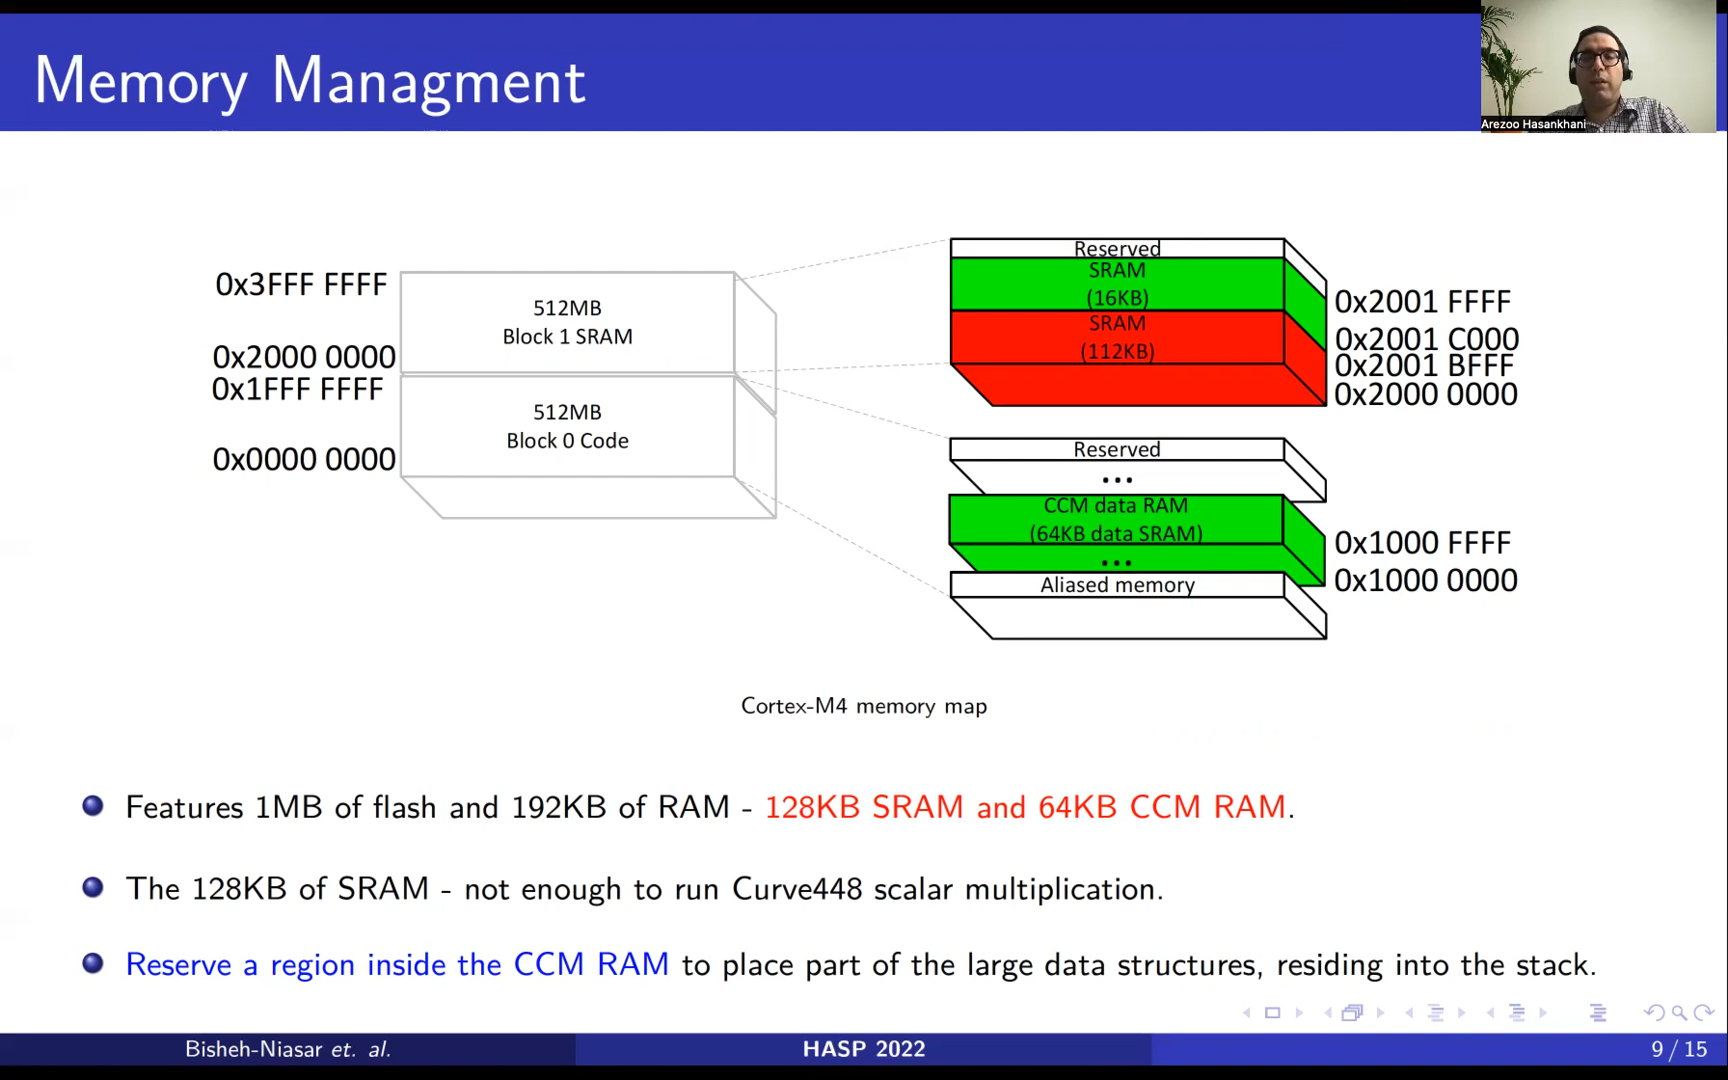 Memory Managment
Arezoo Hasankhani
0x3FFF FFFF
512MB
Block 1 SRAM
0x2000 0000
0x1FFF FFFF
512MB
Block 0 Code
0x0000 0000
Reserved
SRAM
(16KB)
0x2001 FFFF
SRAM
(112KB)
0x2001 C000
0x2001 BFFF
0x2000 0000
Reserved
...
CCM data RAM
(64KB data SRAM)
0x1000 FFFF
...
0x1000 0000
Aliased memory
Cortex-M4 memory map
Features 1MB of flash and 192KB of RAM - 128KB SRAM and 64KB CCM RAM.
The 128KB of SRAM - not enough to run Curve448 scalar multiplication.
Reserve a region inside the CCM RAM to place part of the large data structures, residing into the stack.
Bisheh-Niasar et. al.
HASP 2022
9 / 15